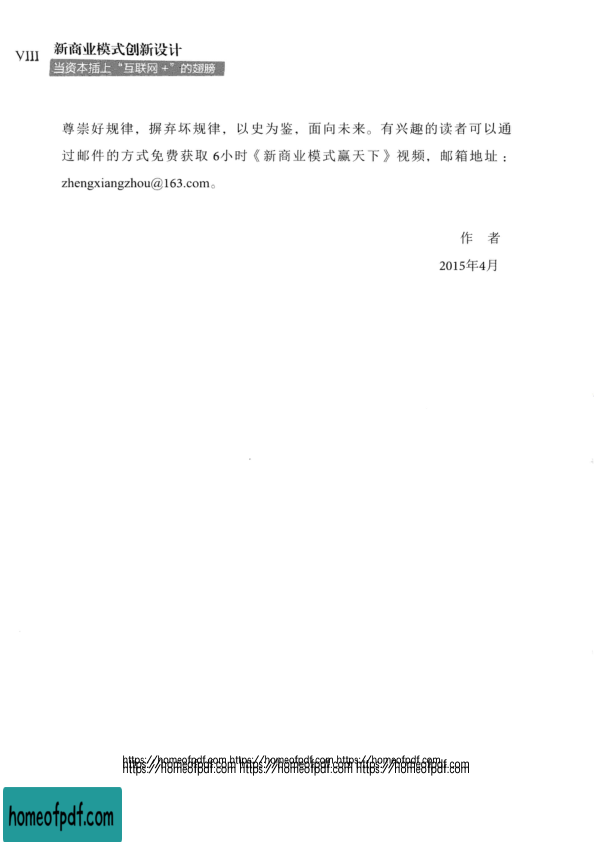 VIII
新商业模式创新设计
当资本插上“互联网+”的翅膀
尊崇好规律，摒弃坏规律，以史为鉴，面向未来。有兴趣的读者可以通
过邮件的方式免费获取 6小时《新商业模式赢天下》视频，邮箱地址：
zhengxiangzhou@163.com。
作 者
2015年4月
https://homeofpdf.com https://homeofpdf.com https://homeofpdf.com
https://homeofpdf.com https://homeofpdf.com https://homeofpdf.com
homeofpdf.com